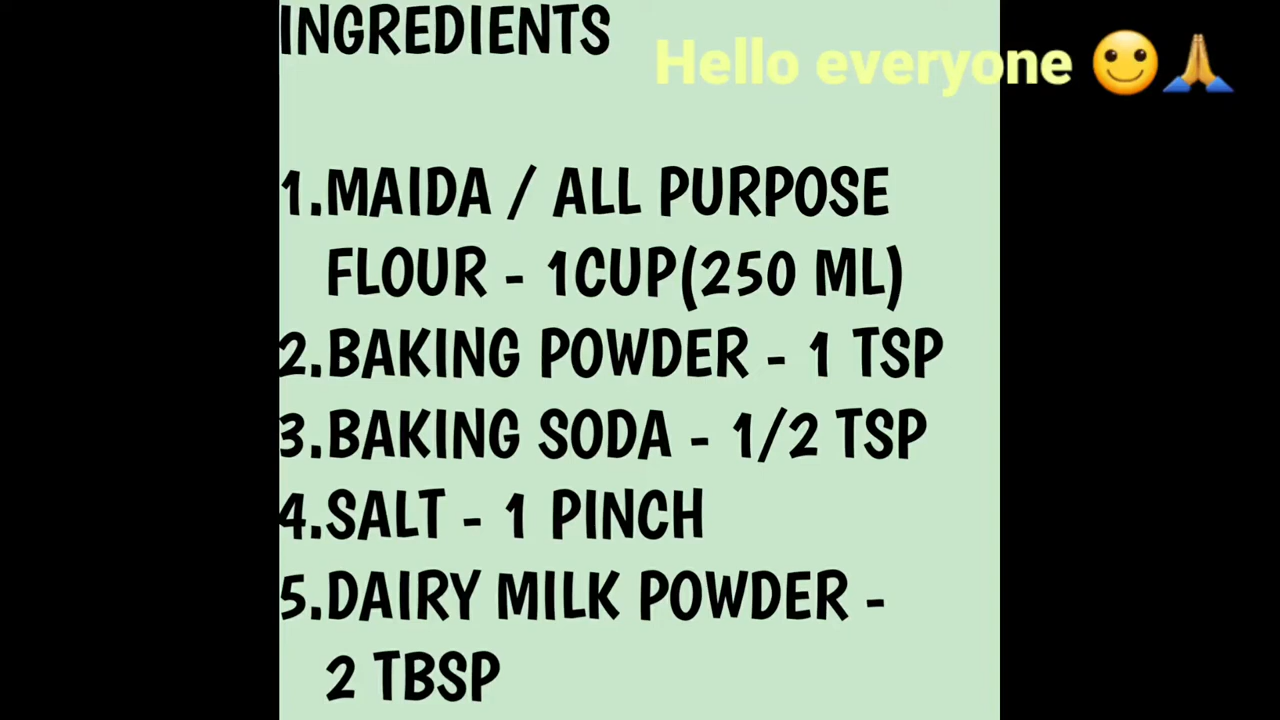 INGREDIENTS
Hello everyone 🙂🙏
1.MAIDA / ALL PURPOSE
FLOUR - 1CUP(250 ML)
2.BAKING POWDER - 1 TSP
3.BAKING SODA - 1/2 TSP
4.SALT - 1 PINCH
5.DAIRY MILK POWDER -
2 TBSP